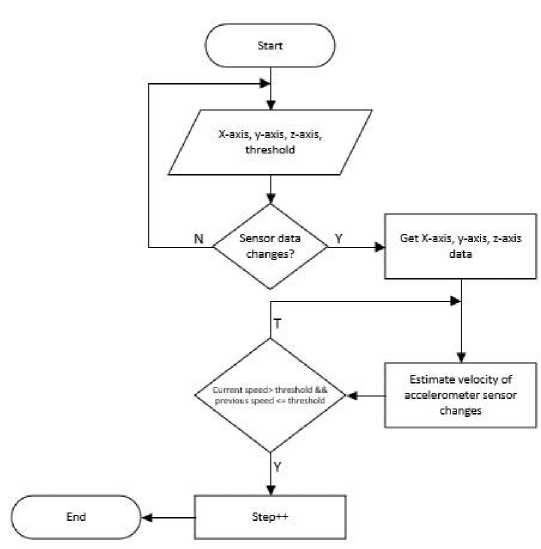 Start
X-axis, y-axis, z-axis,
threshold
N
Sensor data
changes?
Y
Get X-axis, y-axis, z-axis
data
T
Current speed> threshold &&
previous speed <= threshold
Estimate velocity of
accelerometer sensor
changes
Y
End
Step++